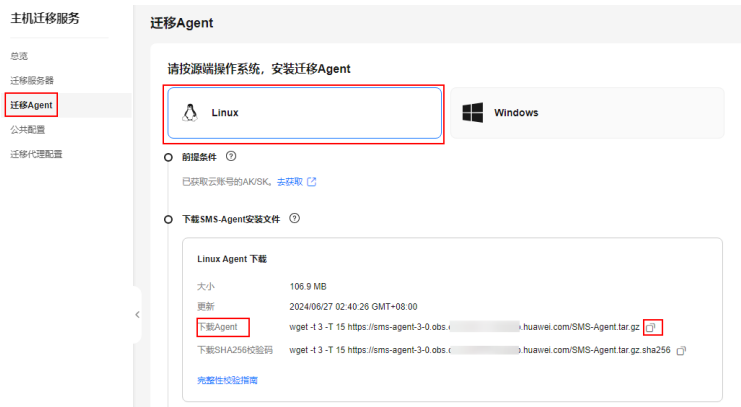 主机迁移服务
总览
迁移服务器
迁移Agent
公共配置
迁移代理配置
迁移Agent
请按源端操作系统，安装迁移Agent
Linux
Windows
前提条件
已获取云账号的AK/SK。去获取
下载SMS-Agent安装文件
Linux Agent 下载
大小 106.9 MB
更新 2024/06/27 02:40:26 GMT+08:00
下载Agent wget -t 3 -T 15 https://sms-agent-3-0.obs. .huawei.com/SMS-Agent.tar.gz
下载SHA256校验码 wget -t 3 -T 15 https://sms-agent-3-0.obs. .huawei.com/SMS-Agent.tar.gz.sha256
完整性校验指南